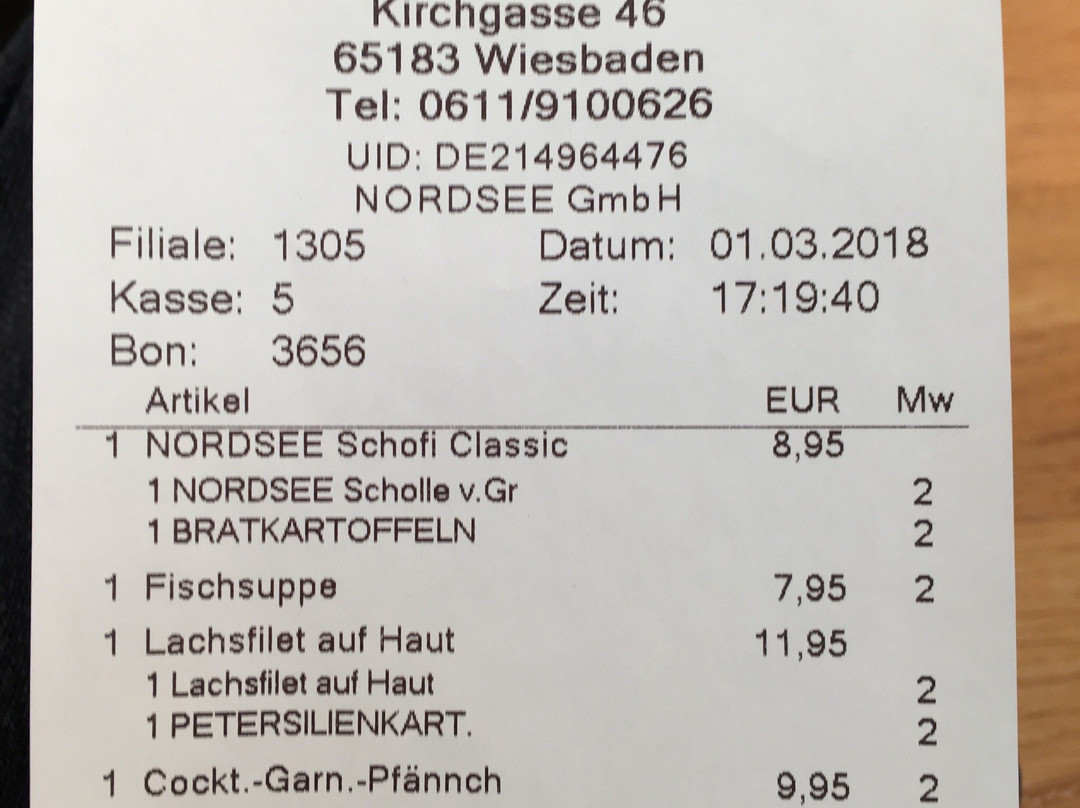 Kirchgasse 46
65183 Wiesbaden
Tel: 0611/9100626
UID: DE214964476
NORDSEE GmbH
Filiale: 1305 Datum: 01.03.2018
Kasse: 5 Zeit: 17:19:40
Bon: 3656
Artikel EUR Mw
1 NORDSEE Schofi Classic 8,95
1 NORDSEE Scholle v.Gr 2
1 BRATKARTOFFELN 2
1 Fischsuppe 7,95 2
1 Lachsfilet auf Haut 11,95
1 Lachsfilet auf Haut 2
1 PETERSILIENKART. 2
1 Cockt.-Garn.-Pfännch 9,95 2